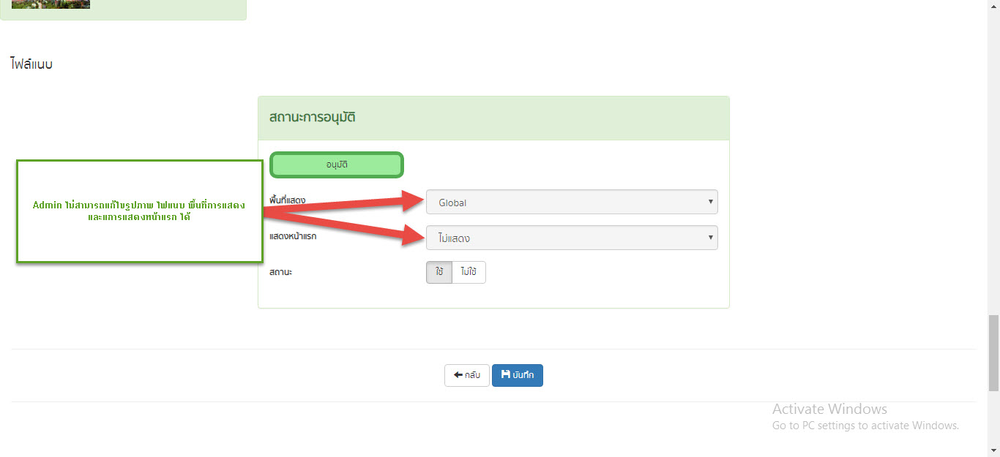 ไฟล์แนบ
สถานะการอนุมัติ
อนุมัติ
Admin ไม่สามารถแก้ไขรูปภาพ ไฟแนบ พื้นที่การแสดง
และแการแสดงหน้าแรก ได้
พื้นที่แสดง
Global
แสดงหน้าแรก
ไม่แสดง
สถานะ
ใช้ ไม่ใช้
กลับ บันทึก
Activate Windows
Go to PC settings to activate Windows.